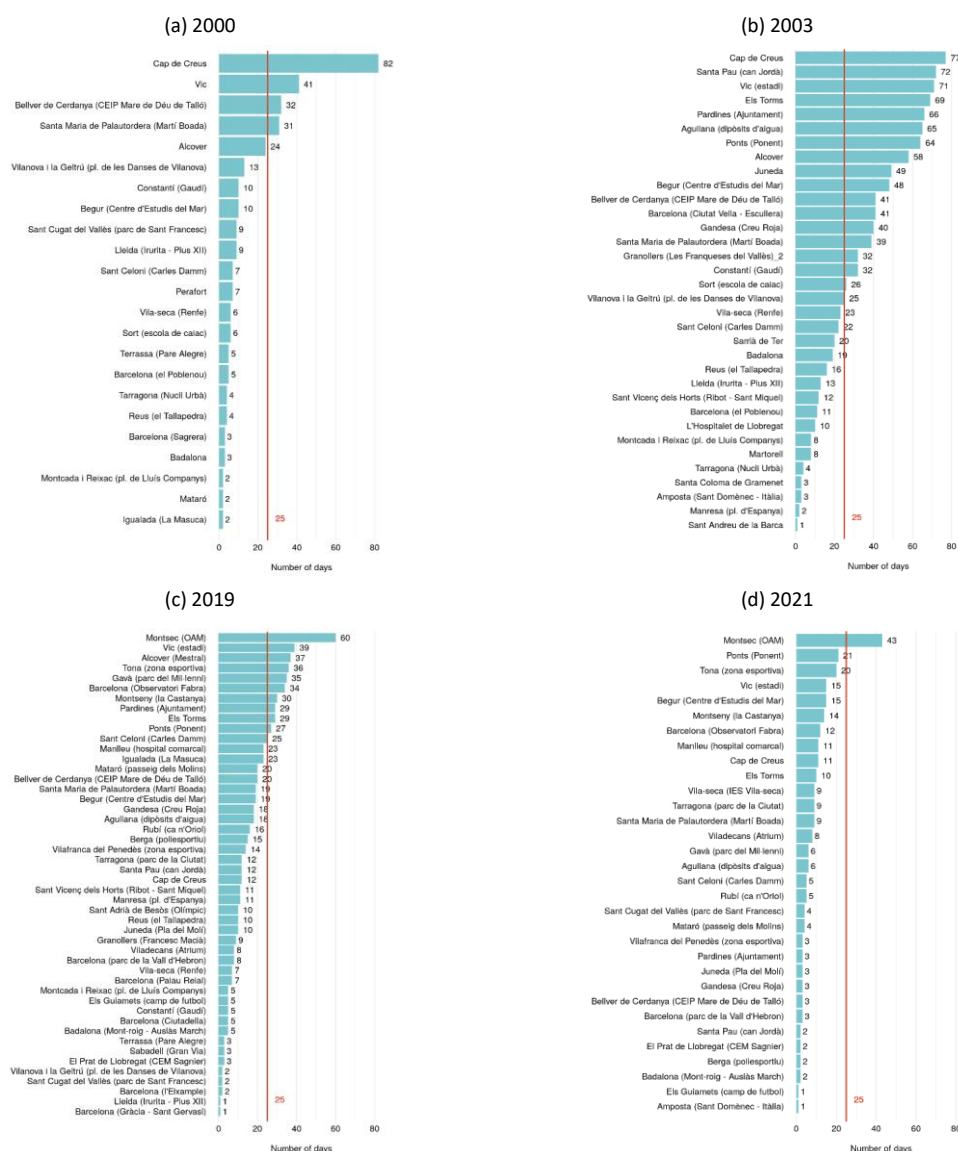 (a) 2000
Cap de Creus 82
Vic 41
Bellver de Cerdanya (CEIP Mare de Déu de Talló) 32
Santa Maria de Palautordera (Martí Boada) 31
Alcover 24
Vilanova i la Geltrú (pl. de les Danses de Vilanova) 13
Constantí (Gaudí) 10
Begur (Centre d'Estudis del Mar) 10
Sant Cugat del Vallès (parc de Sant Francesc) 9
Lleida (Irurita - Pius XII) 9
Sant Celoni (Carles Damm) 7
Perafort 7
Vila-seca (Renfe) 6
Sort (escola de caiac) 6
Terrassa (Pare Alegre) 5
Barcelona (el Poblenou) 5
Tarragona (Nucli Urbà) 4
Reus (el Tallapedra) 4
Barcelona (Sagrera) 3
Badalona 3
Montcada i Reixac (pl. de Lluís Companys) 2
Mataró 2
Igualada (La Masuca) 2
25
0 20 40 60 80
Number of days
(b) 2003
Cap de Creus 77
Santa Pau (can Jordà) 72
Vic (estadi) 71
Els Torms 69
Pardines (Ajuntament) 66
Agullana (dipòsits d'aigua) 65
Ponts (Ponent) 64
Alcover 58
Juneda 49
Begur (Centre d'Estudis del Mar) 48
Bellver de Cerdanya (CEIP Mare de Déu de Talló) 41
Barcelona (Ciutat Vella - Escullera) 41
Gandesa (Creu Roja) 40
Santa Maria de Palautordera (Martí Boada) 39
Granollers (Les Franqueses del Vallès)_2 32
Constantí (Gaudí) 32
Sort (escola de caiac) 26
Vilanova i la Geltrú (pl. de les Danses de Vilanova) 25
Vila-seca (Renfe) 23
Sant Celoni (Carles Damm) 22
Sarrià de Ter 20
Badalona 19
Reus (el Tallapedra) 16
Lleida (Irurita - Pius XII) 13
Sant Vicenç dels Horts (Ribot - Sant Miquel) 12
Barcelona (el Poblenou) 11
L'Hospitalet de Llobregat 10
Montcada i Reixac (pl. de Lluís Companys) 8
Martorell 8
Tarragona (Nucli Urbà) 4
Santa Coloma de Gramenet 3
Amposta (Sant Domènec - Itàlia) 3
Manresa (pl. d'Espanya) 2
Sant Andreu de la Barca 1
25
0 20 40 60 80
Number of days
(c) 2019
Montsec (OAM) 60
Vic (estadi) 39
Alcover (Mestral) 37
Tona (zona esportiva) 36
Gavà (parc del Mil·lenni) 35
Barcelona (Observatori Fabra) 34
Montseny (la Castanya) 30
Pardines (Ajuntament) 29
Els Torms 29
Ponts (Ponent) 27
Sant Celoni (Carles Damm) 25
Manlleu (hospital comarcal) 23
Igualada (La Masuca) 23
Mataró (passeig dels Molins) 20
Bellver de Cerdanya (CEIP Mare de Déu de Talló) 20
Santa Maria de Palautordera (Martí Boada) 19
Begur (Centre d'Estudis del Mar) 19
Gandesa (Creu Roja) 18
Agullana (dipòsits d'aigua) 18
Rubí (ca n'Oriol) 16
Berga (poliesportiu) 15
Vilafranca del Penedès (zona esportiva) 14
Tarragona (parc de la Ciutat) 12
Santa Pau (can Jordà) 12
Cap de Creus 12
Sant Vicenç dels Horts (Ribot - Sant Miquel) 11
Manresa (pl. d'Espanya) 11
Sant Adrià de Besòs (Olímpic) 10
Reus (el Tallapedra) 10
Juneda (Pla del Molí) 10
Granollers (Francesc Macià) 9
Viladecans (Atrium) 8
Barcelona (parc de la Vall d'Hebron) 8
Vila-seca (Renfe) 7
Barcelona (Palau Reial) 7
Montcada i Reixac (pl. de Lluís Companys) 5
Els Guiamets (camp de futbol) 5
Constantí (Gaudí) 5
Barcelona (Ciutadella) 5
Badalona (Mont-roig - Ausiàs March) 5
Terrassa (Pare Alegre) 3
Sabadell (Gran Via) 3
El Prat de Llobregat (CEM Sagnier) 3
Vilanova i la Geltrú (pl. de les Danses de Vilanova) 2
Sant Cugat del Vallès (parc de Sant Francesc) 2
Barcelona (l'Eixample) 2
Lleida (Irurita - Pius XII) 1
Barcelona (Gràcia - Sant Gervasi) 1
25
0 20 40 60 80
Number of days
(d) 2021
Montsec (OAM) 43
Ponts (Ponent) 21
Tona (zona esportiva) 20
Vic (estadi) 15
Begur (Centre d'Estudis del Mar) 15
Montseny (la Castanya) 14
Barcelona (Observatori Fabra) 12
Manlleu (hospital comarcal) 11
Cap de Creus 11
Els Torms 10
Vila-seca (IES Vila-seca) 9
Tarragona (parc de la Ciutat) 9
Santa Maria de Palautordera (Martí Boada) 9
Viladecans (Atrium) 8
Gavà (parc del Mil·lenni) 6
Agullana (dipòsits d'aigua) 6
Sant Celoni (Carles Damm) 5
Rubí (ca n'Oriol) 5
Sant Cugat del Vallès (parc de Sant Francesc) 4
Mataró (passeig dels Molins) 4
Vilafranca del Penedès (zona esportiva) 3
Pardines (Ajuntament) 3
Juneda (Pla del Molí) 3
Gandesa (Creu Roja) 3
Bellver de Cerdanya (CEIP Mare de Déu de Talló) 3
Barcelona (parc de la Vall d'Hebron) 3
Santa Pau (can Jordà) 2
El Prat de Llobregat (CEM Sagnier) 2
Berga (poliesportiu) 2
Badalona (Mont-roig - Ausiàs March) 2
Els Guiamets (camp de futbol) 1
Amposta (Sant Domènec - Itàlia) 1
25
0 20 40 60 80
Number of days